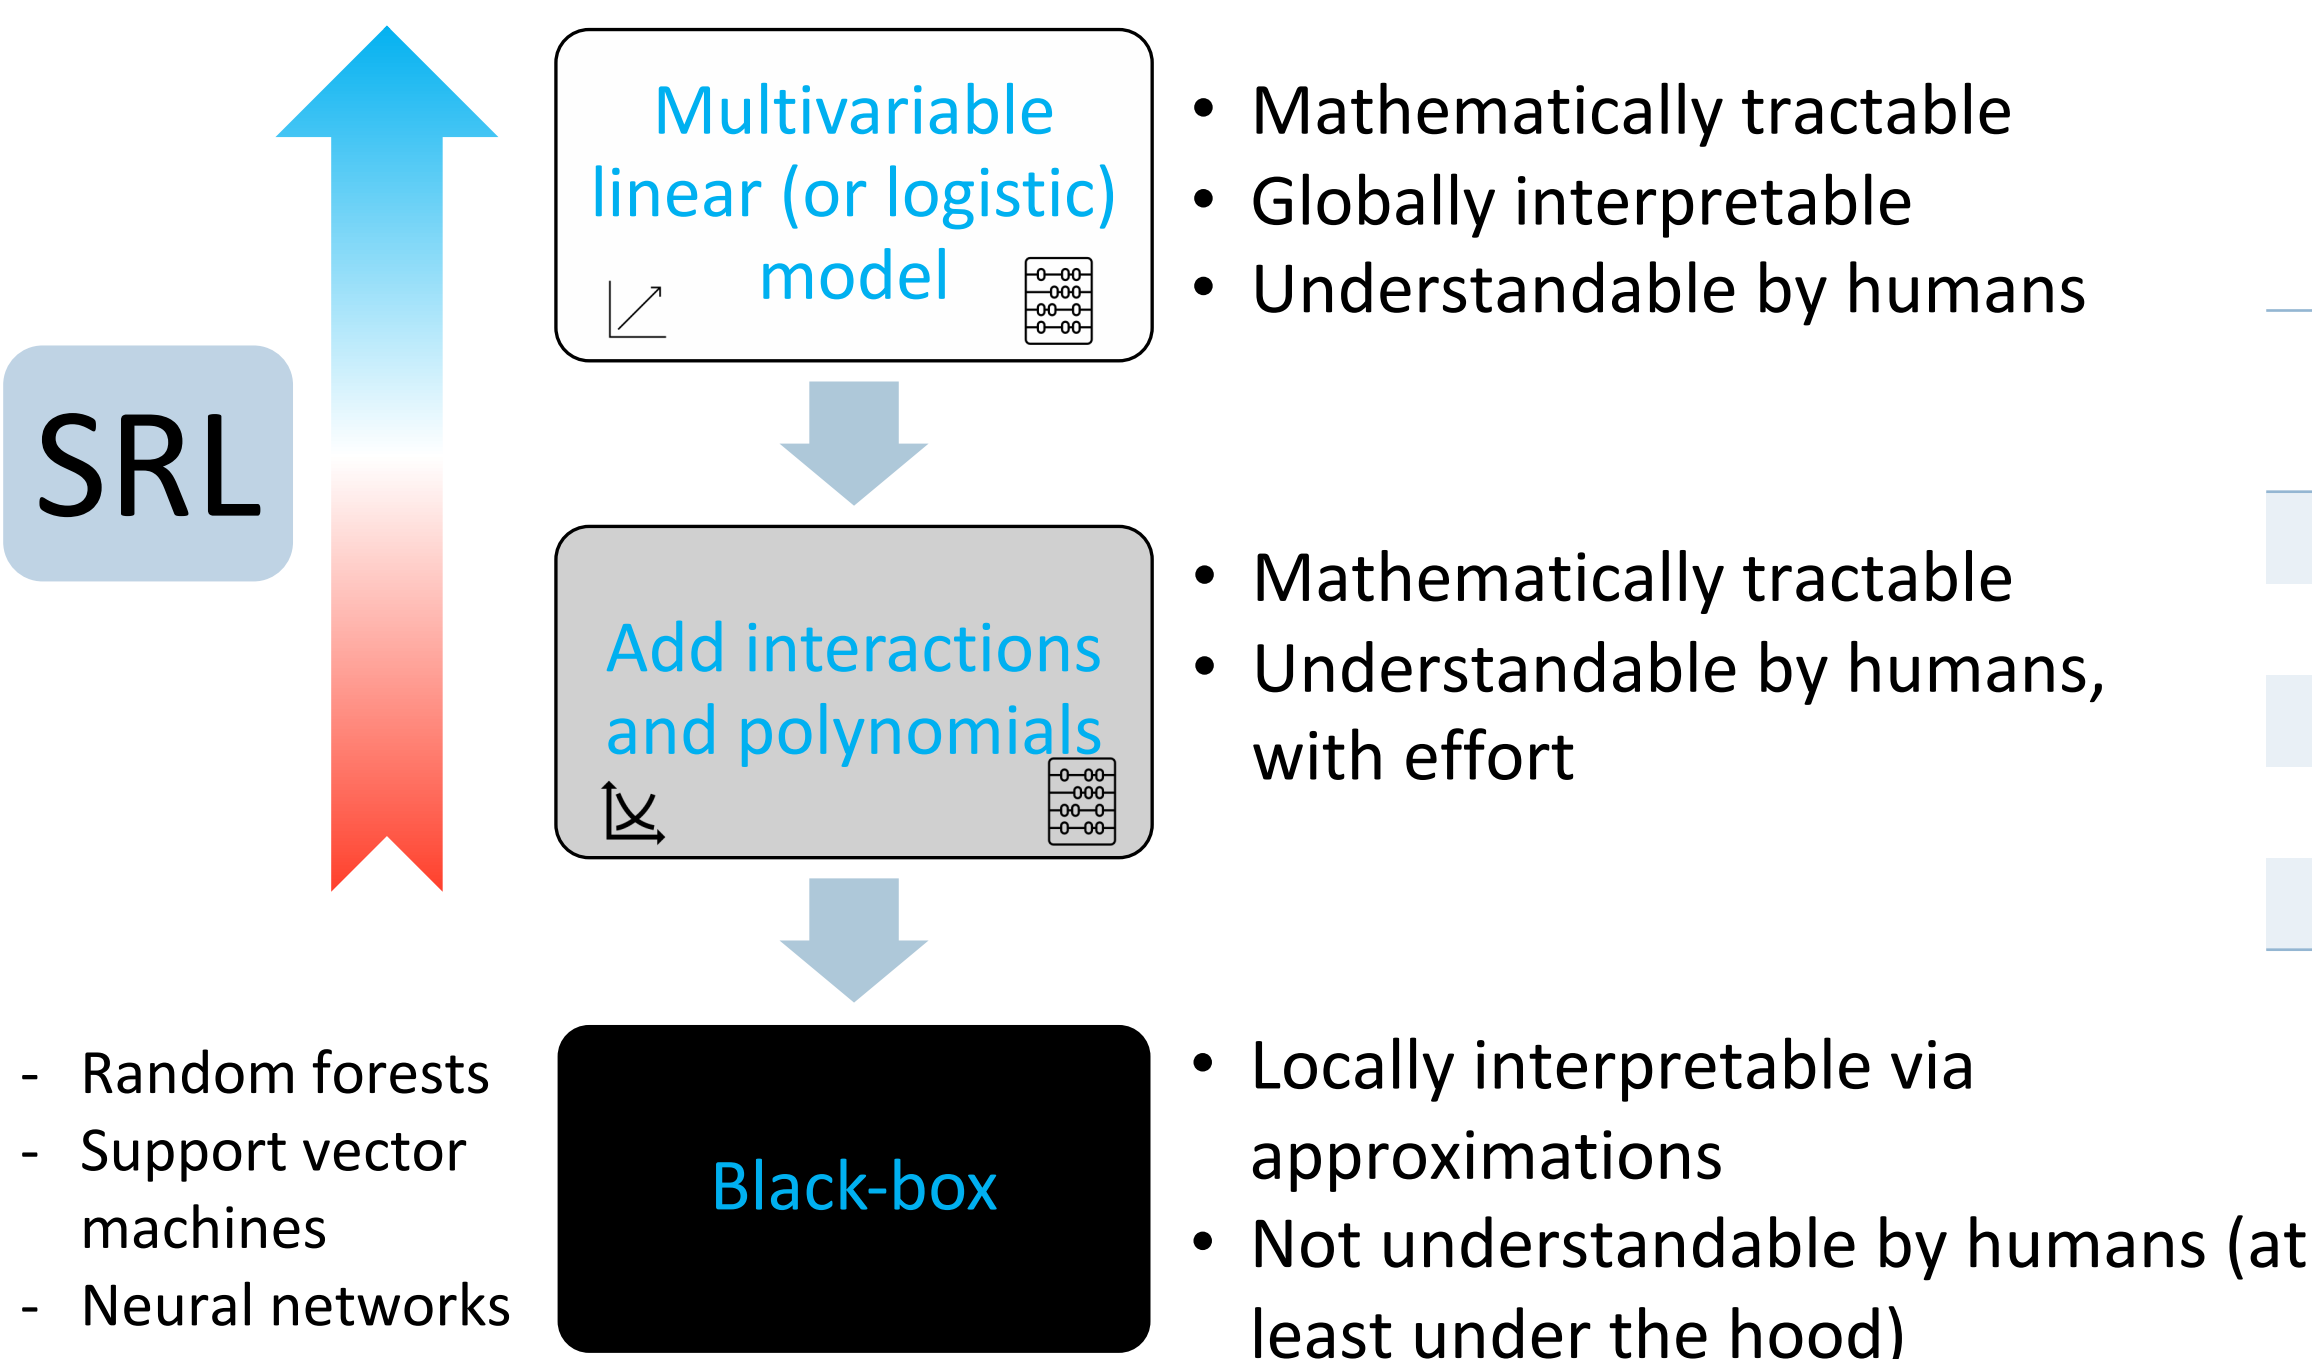 Multivariable
linear (or logistic)
model
• Mathematically tractable
• Globally interpretable
• Understandable by humans
SRL
Add interactions
and polynomials
• Mathematically tractable
• Understandable by humans,
with effort
- Random forests
- Support vector
machines
- Neural networks
Black-box
• Locally interpretable via
approximations
• Not understandable by humans (at
least under the hood)